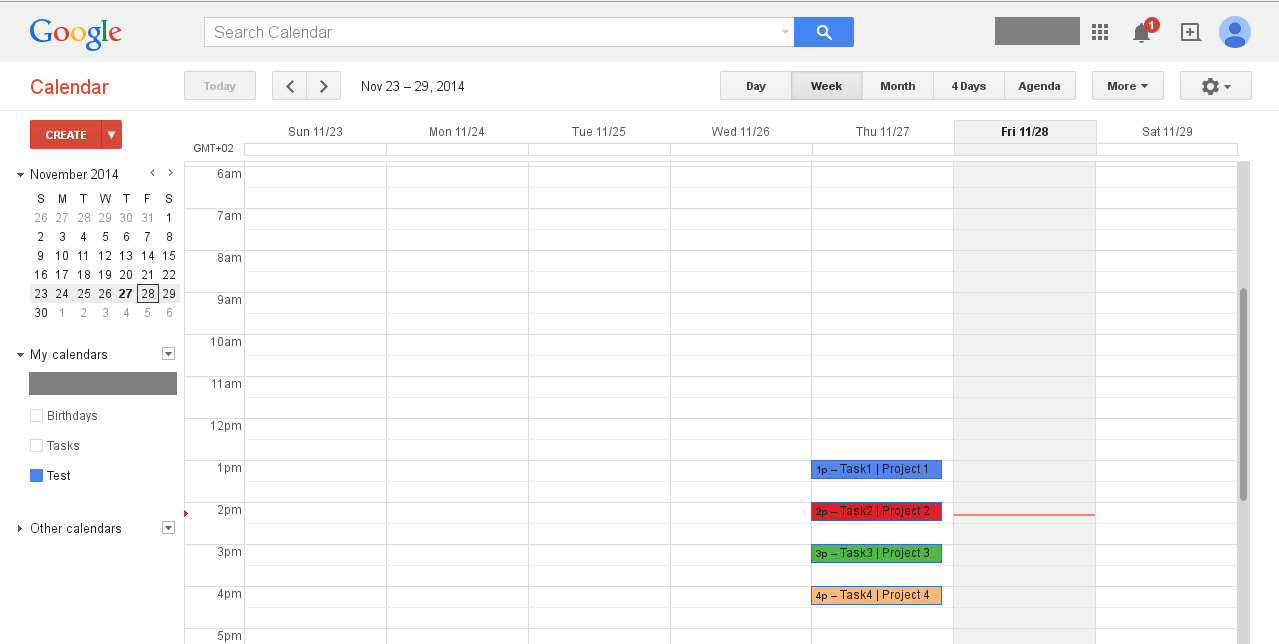 Google
Search Calendar
1
Calendar
Today
Nov 23 – 29, 2014
Day Week Month 4 Days Agenda
More
CREATE
Sun 11/23 Mon 11/24 Tue 11/25 Wed 11/26 Thu 11/27 Fri 11/28 Sat 11/29
GMT+02
November 2014
S M T W T F S
26 27 28 29 30 31 1
2 3 4 5 6 7 8
9 10 11 12 13 14 15
16 17 18 19 20 21 22
23 24 25 26 27 28 29
30 1 2 3 4 5 6
My calendars
Birthdays
Tasks
Test
Other calendars
6am
7am
8am
9am
10am
11am
12pm
1pm
1p – Task1 | Project 1
2pm
2p – Task2 | Project 2
3pm
3p – Task3 | Project 3
4pm
4p – Task4 | Project 4
5pm